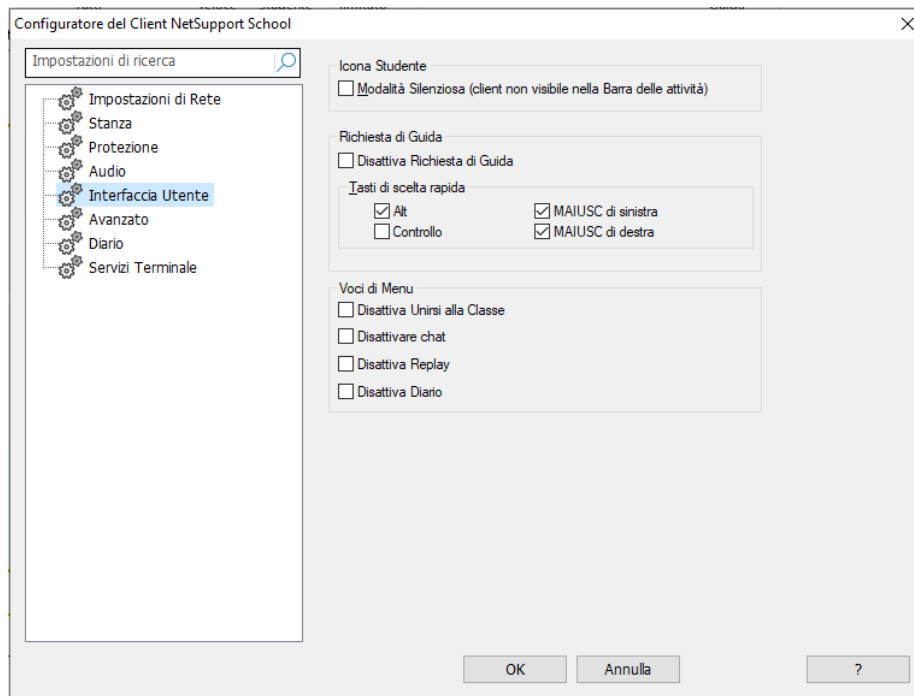 Configuratore del Client NetSupport School
Impostazioni di ricerca
Impostazioni di Rete
Stanza
Protezione
Audio
Interfaccia Utente
Avanzato
Diario
Servizi Terminale
Icona Studente
Modalità Silenziosa (client non visibile nella Barra delle attività)
Richiesta di Guida
Disattiva Richiesta di Guida
Tasti di scelta rapida
Alt
MAIUSC di sinistra
Controllo
MAIUSC di destra
Voci di Menu
Disattiva Unirsi alla Classe
Disattivare chat
Disattiva Replay
Disattiva Diario
OK
Annulla
?